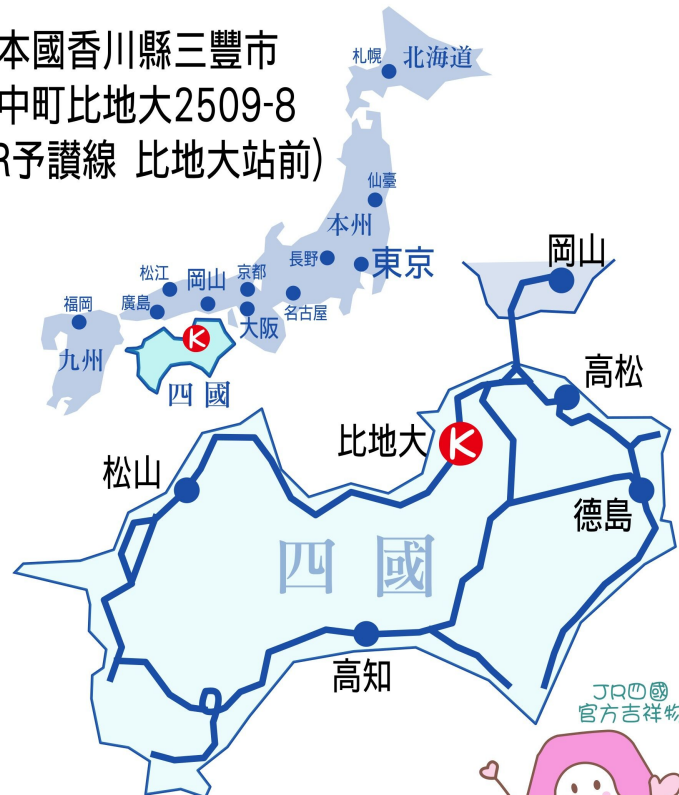 本國香川縣三豐市
中町比地大2509-8
R予讃線 比地大站前)
札幌
北海道
仙臺
本州
長野
東京
松江
岡山
京都
福岡
廣島
名古屋
大阪
九州
四國
岡山
高松
比地大
松山
德島
四國
高知
JR四國
官方吉祥物